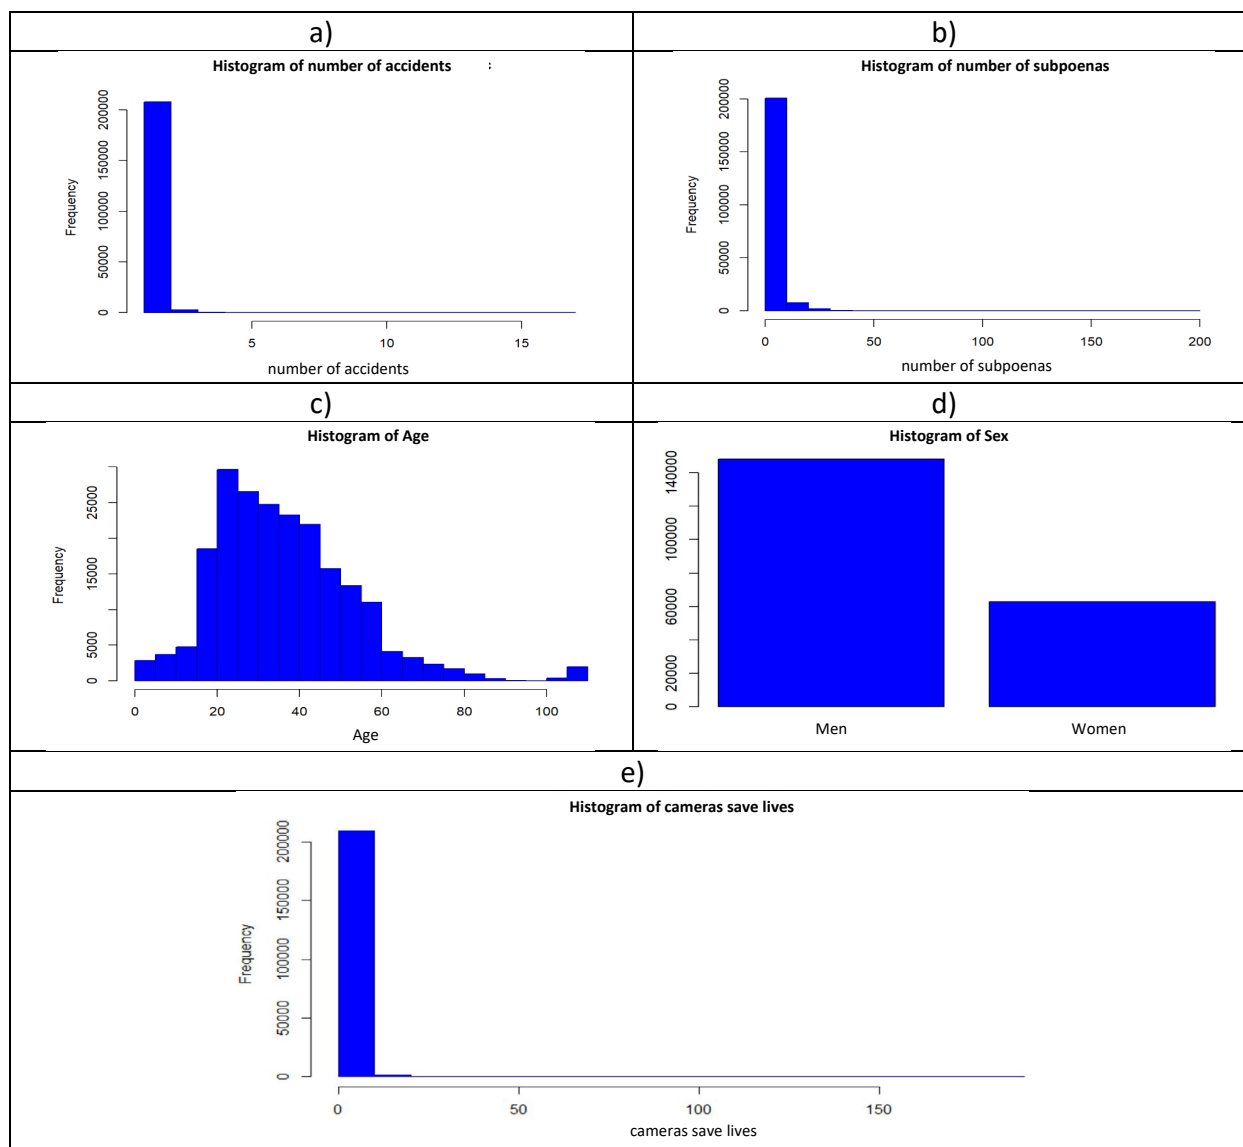 a)
b)
Histogram of number of accidents :
200000
150000
100000
50000
0
Frequency
5
10
15
number of accidents
Histogram of number of subpoenas
200000
150000
100000
50000
0
Frequency
0
50
100
150
200
number of subpoenas
c)
d)
Histogram of Age
25000
15000
5000
0
Frequency
0
20
40
60
80
100
Age
Histogram of Sex
140000
100000
60000
20000
0
Men
Women
e)
Histogram of cameras save lives
200000
150000
100000
50000
0
Frequency
0
50
100
150
cameras save lives